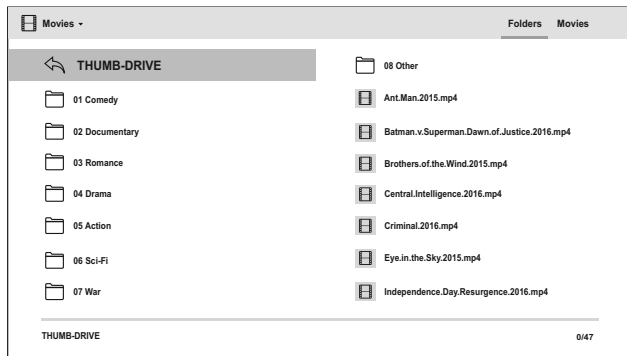 Movies
Folders Movies
THUMB-DRIVE
01 Comedy
02 Documentary
03 Romance
04 Drama
05 Action
06 Sci-Fi
07 War
08 Other
Ant.Man.2015.mp4
Batman.v.Superman.Dawn.of.Justice.2016.mp4
Brothers.of.the.Wind.2015.mp4
Central.Intelligence.2016.mp4
Criminal.2016.mp4
Eye.in.the.Sky.2015.mp4
Independence.Day.Resurgence.2016.mp4
THUMB-DRIVE
0/47